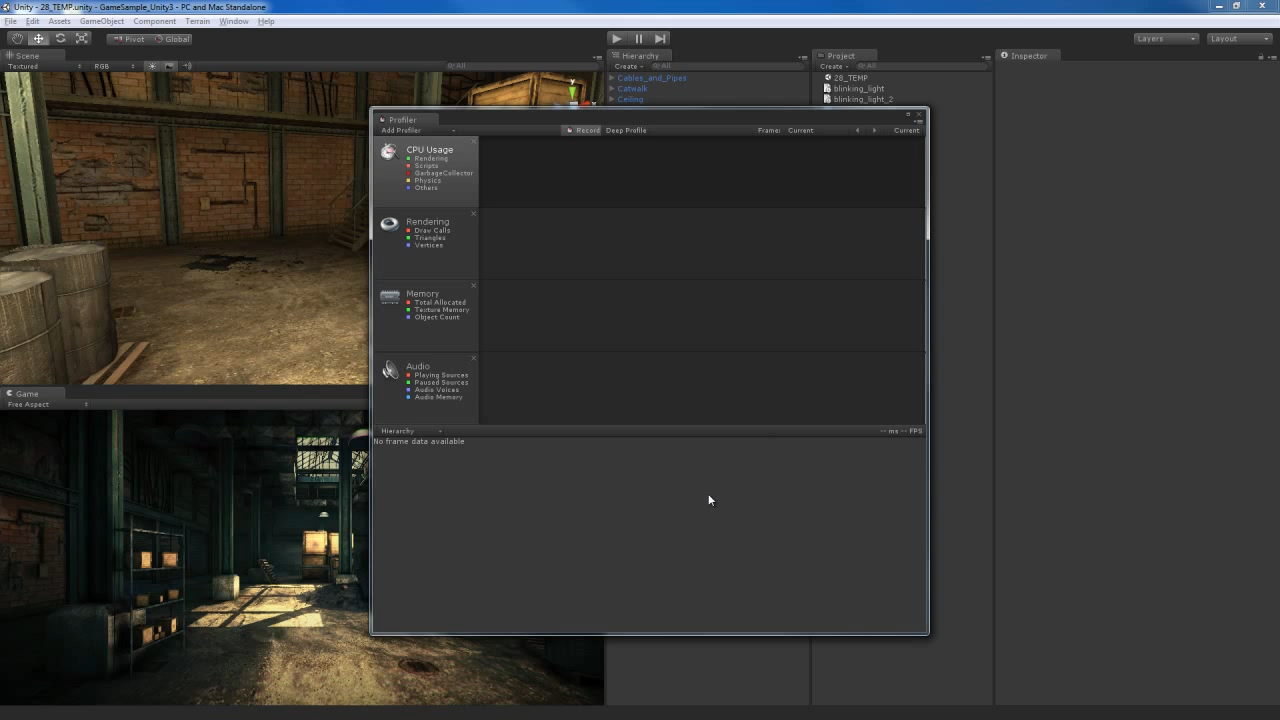 Unity - 28_TEMP.unity - GameSample_Unity3 - PC and Mac Standalone
File Edit Assets GameObject Component Terrain Window Help
Pivot Global Layers Layout
Scene Hierarchy Project Inspector
Textured RGB All Create All Create All
Cables_and_Pipes
Catwalk
Ceiling
28_TEMP
blinking_light
blinking_light_2
Profiler
Add Profiler Record Deep Profile Frame: Current Current
CPU Usage
Rendering
Scripts
GarbageCollector
Physics
Others
Rendering
Draw Calls
Triangles
Vertices
Memory
Total Allocated
Texture Memory
Object Count
Audio
Playing Sources
Paused Sources
Audio Voices
Audio Memory
Hierarchy -- ms -- FPS
No frame data available
Game
Free Aspect